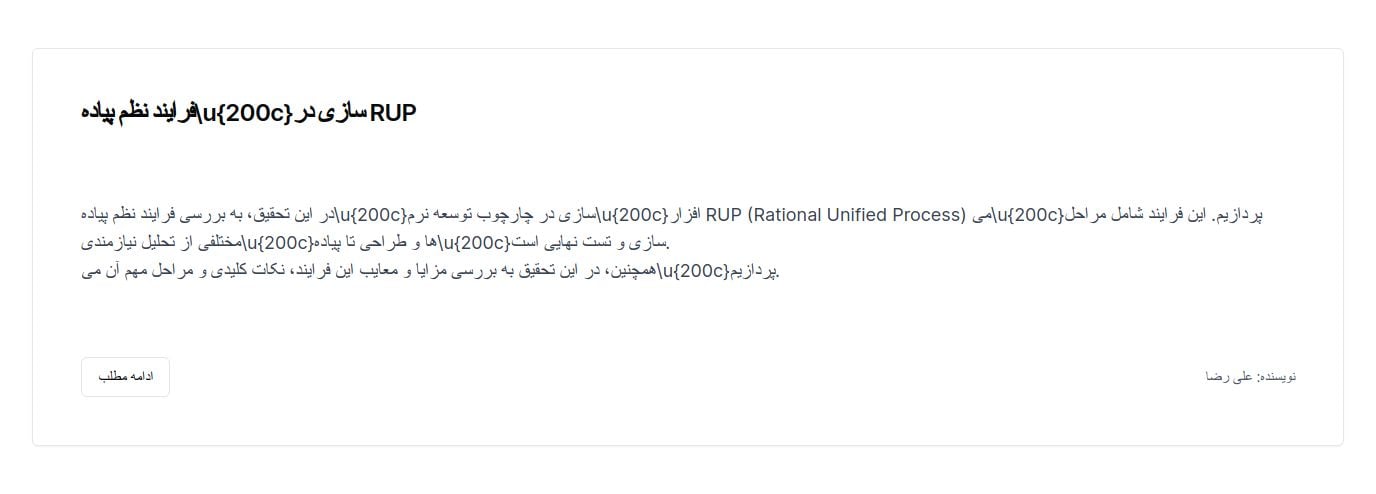 فرایند نظم پیاده\u{200c}سازی در RUP
در این تحقیق، به بررسی فرایند نظم پیاده\u{200c}سازی در چارچوب توسعه نرم\u{200c}افزار RUP (Rational Unified Process) می\u{200c}پردازیم. این فرایند شامل مراحل
مختلفی از تحلیل نیازمندی\u{200c}ها و طراحی تا پیاده\u{200c}سازی و تست نهایی است.
همچنین، در این تحقیق به بررسی مزایا و معایب این فرایند، نکات کلیدی و مراحل مهم آن می\u{200c}پردازیم.
نویسنده: علی رضا
ادامه مطلب